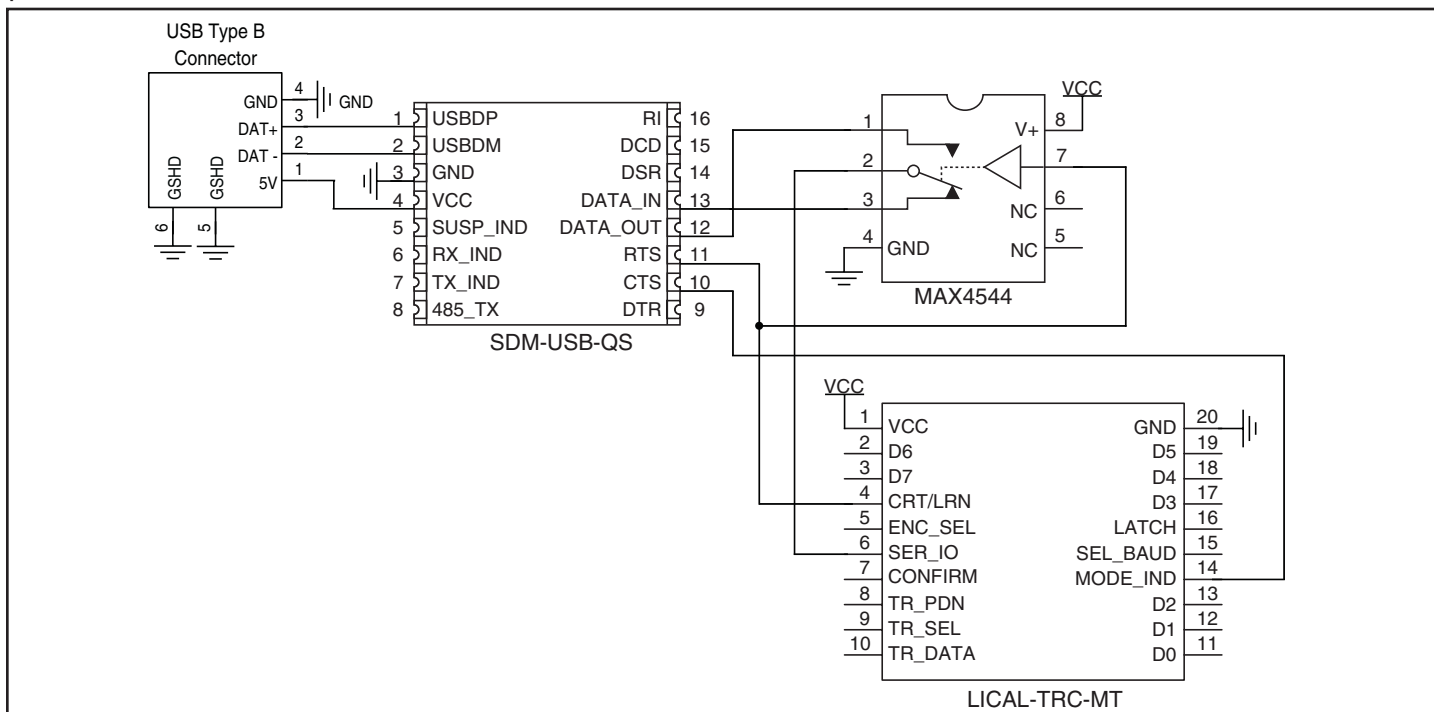 USB Type B
Connector
GND 4 GND
DAT+ 3
DAT - 2
5V 1
GSHD GSHD
6 5
1 USBDP RI 16
2 USBDM DCD 15
3 GND DSR 14
4 VCC DATA_IN 13
5 SUSP_IND DATA_OUT 12
6 RX_IND RTS 11
7 TX_IND CTS 10
8 485_TX DTR 9
SDM-USB-QS
VCC
1 V+ 8
2 7
3 NC 6
4 GND NC 5
MAX4544
VCC
1 VCC GND 20
2 D6 D5 19
3 D7 D4 18
4 CRT/LRN D3 17
5 ENC_SEL LATCH 16
6 SER_IO SEL_BAUD 15
7 CONFIRM MODE_IND 14
8 TR_PDN D2 13
9 TR_SEL D1 12
10 TR_DATA D0 11
LICAL-TRC-MT